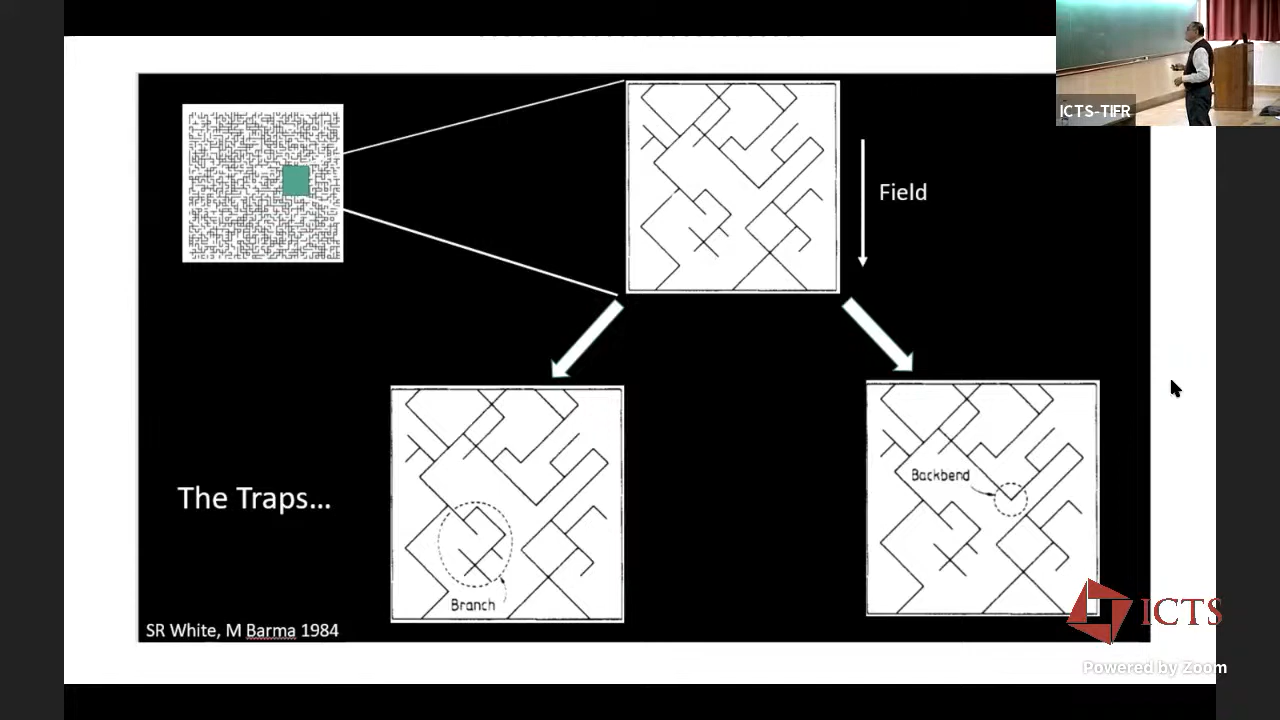 ICTS-TIFR
Field
Backbend
The Traps...
Branch
SR White, M Barma 1984
ICTS
Powered by Zoom